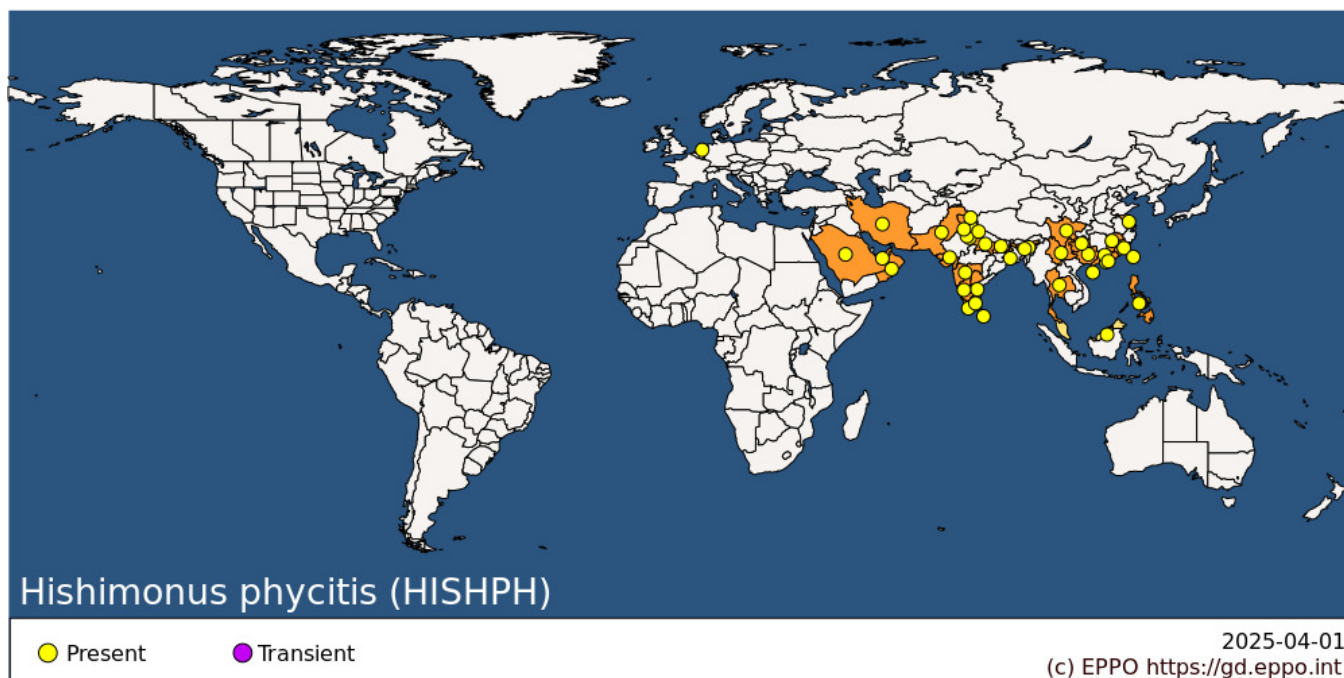 Hishimonus phycitis (HISHPH)
Present
Transient
2025-04-01
(c) EPPO https://gd.eppo.int